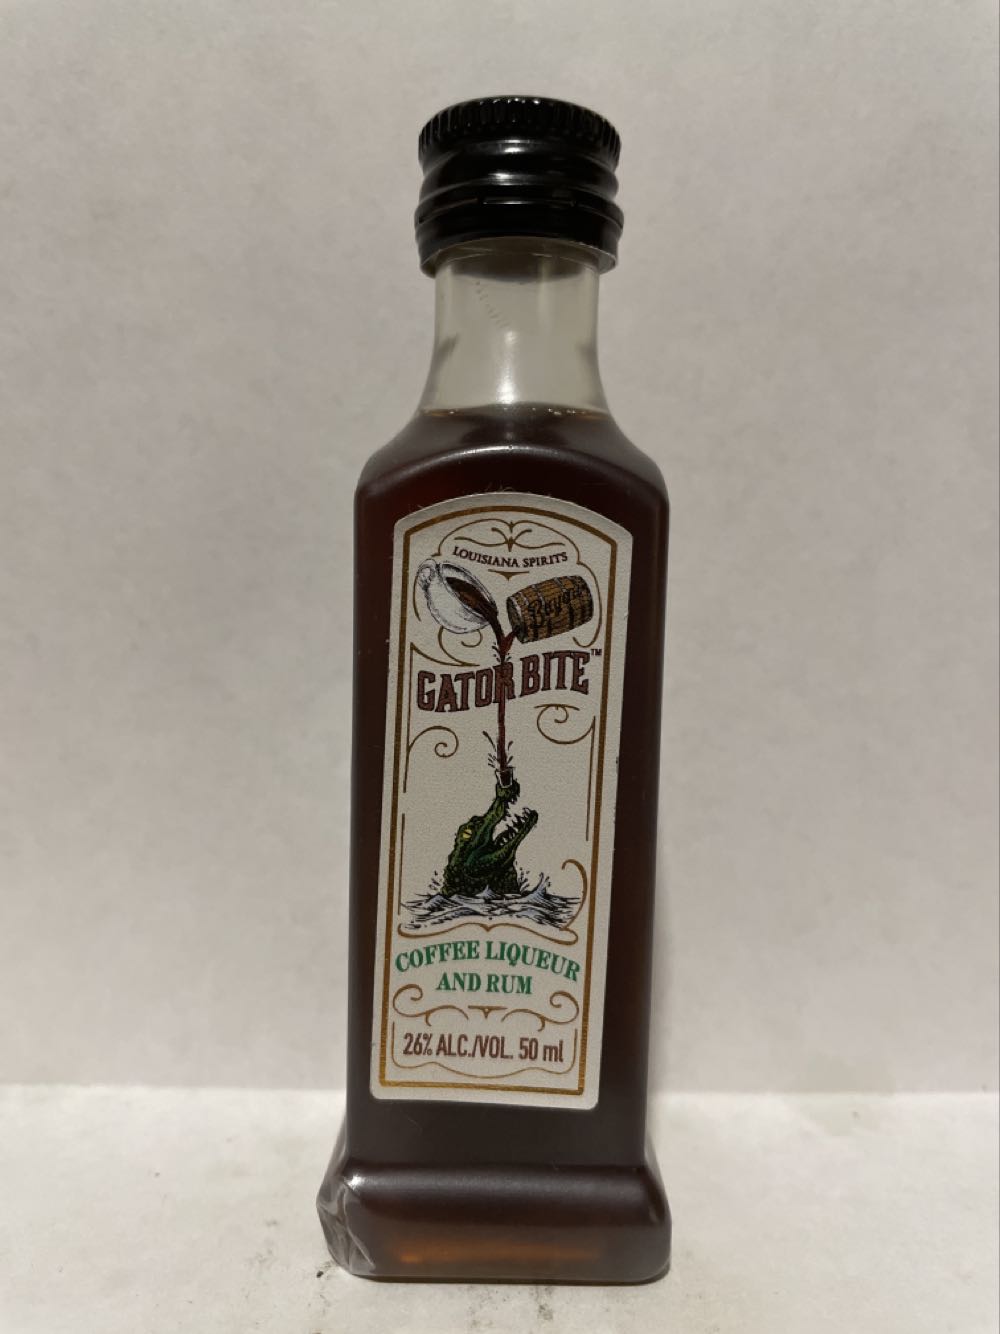 LOUISIANA SPIRITS
Bayou
GATOR BITE™
COFFEE LIQUEUR
AND RUM
26% ALC./VOL. 50 ml